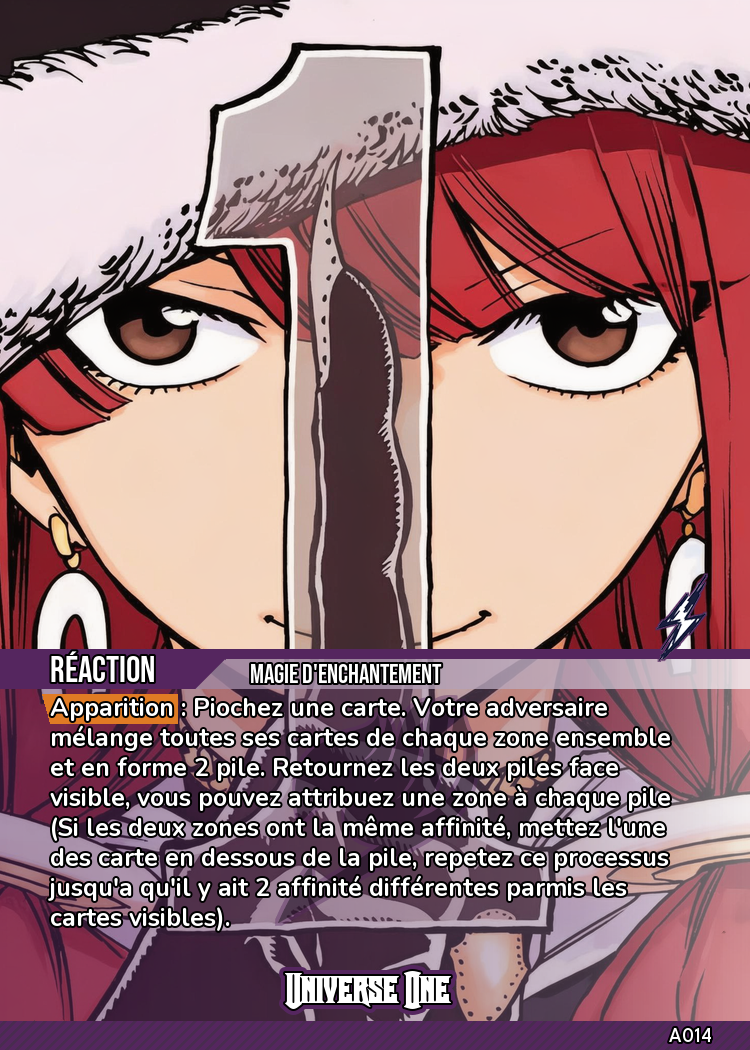 1
RÉACTION
MAGIE D'ENCHANTEMENT
Apparition : Piochez une carte. Votre adversaire
mélange toutes ses cartes de chaque zone ensemble
et en forme 2 pile. Retournez les deux piles face
visible, vous pouvez attribuez une zone à chaque pile
(Si les deux zones ont la même affinité, mettez l'une
des carte en dessous de la pile, repetez ce processus
jusqu'a qu'il y ait 2 affinité différentes parmis les
cartes visibles).
UNIVERSE ONE
A014